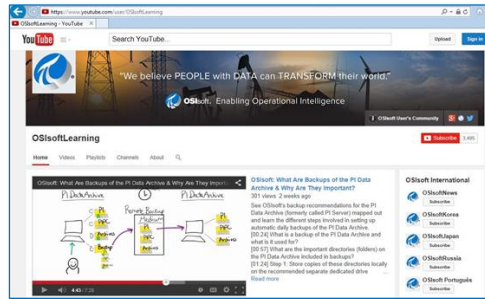 https://www.youtube.com/user/OSIsoftLearning
OSIsoftLearning - YouTube
YouTube
Search YouTube...
Upload
Sign in
"We believe PEOPLE with DATA can TRANSFORM their world."
OSIsoft. Enabling Operational Intelligence
OSIsoft User's Community
OSIsoftLearning
Subscribe 3,495
Home Videos Playlists Channels About
OSIsoft: What Are Backups of the PI Data Archive & Why Are They Import...
PI Data Archive
PI Data Archive
Remote Backup
Archives
4:43 / 7:28
OSIsoft: What Are Backups of the PI Data
Archive & Why Are They Important?
301 views 2 weeks ago
See OSIsoft's backup recommendations for the PI
Data Archive (formerly called PI Server) mapped out
and learn the different steps involved in setting up
automatic daily backups of the PI Data Archive.
[00:24] What is a backup of the PI Data Archive and
what is it used for?
[00:57] What are the important directories (folders) on
the PI Data Archive included in backups?
[01:24] Step 1: Store copies of these directories locally
on the recommended separate dedicated drive ...
Read more
OSIsoft International
OSIsoftNews
Subscribe
OSIsoftKorea
Subscribe
OSIsoftJapan
Subscribe
OSIsoftRussia
Subscribe
OSIsoft Português
Subscribe